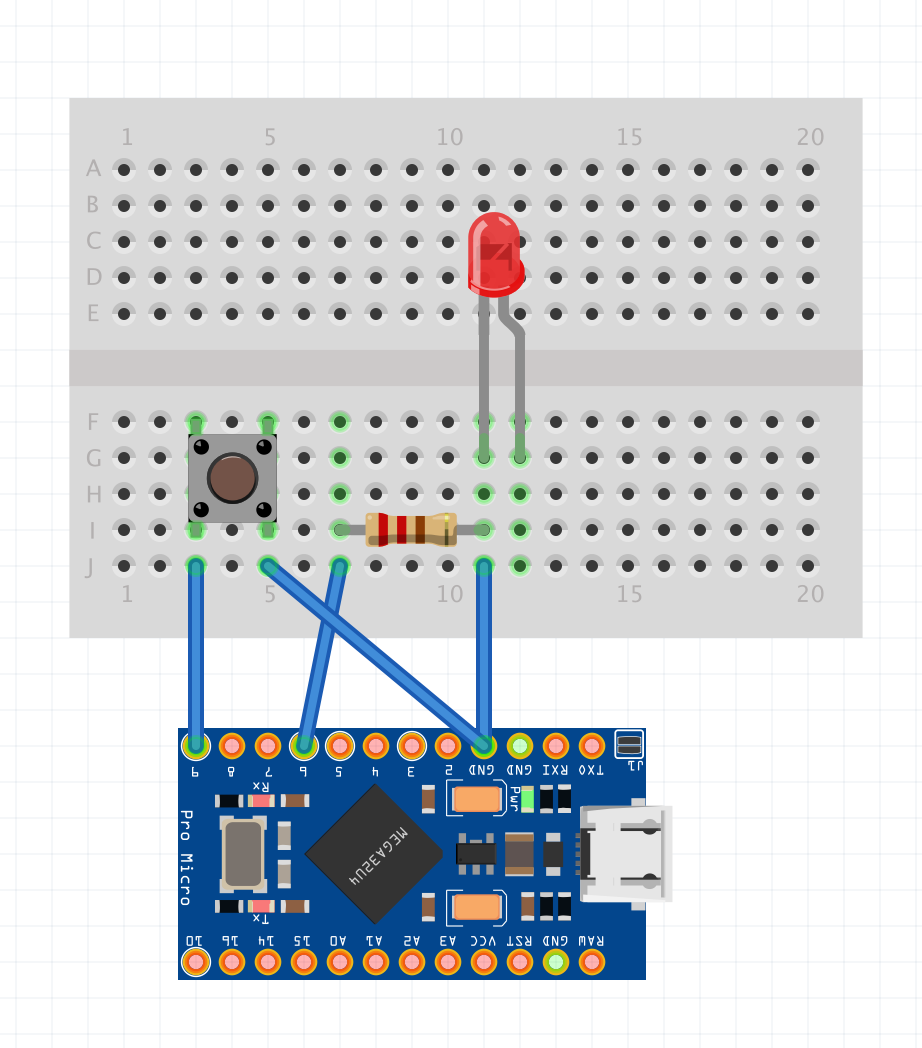 1 5 10 15 20
A
B
C
D
E
F
G
H
I
J
1 5 10 15 20
9 8 7 6 5 4 3 2 GND GND RXI TXO J1
Rx
Pwr
Pro Micro
MEGA32U4
Tx
10 16 14 15 A0 A1 A2 A3 VCC RST GND RAW